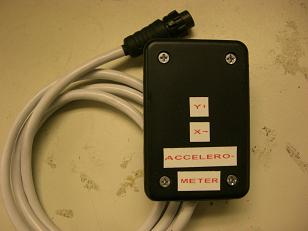 Y+
X-
ACCELERO-
METER